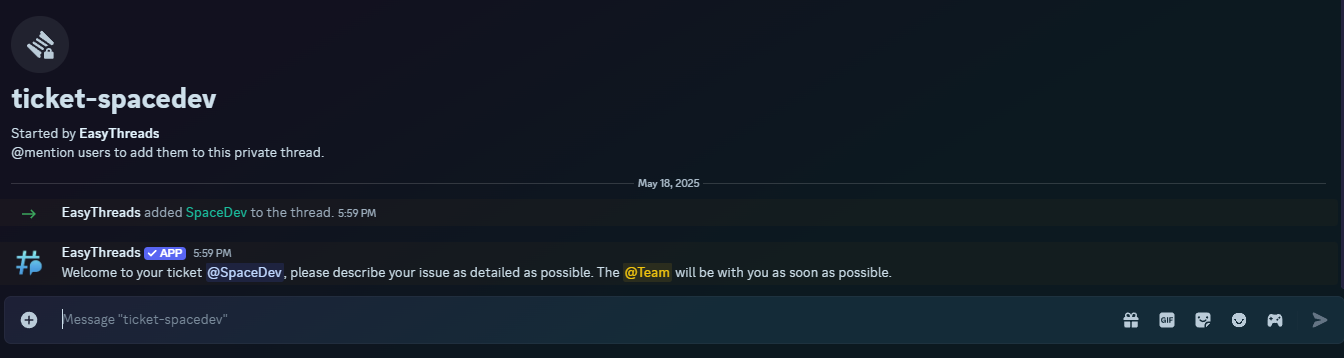 ticket-spacedev
Started by EasyThreads
@mention users to add them to this private thread.
May 18, 2025
EasyThreads added SpaceDev to the thread. 5:59 PM
EasyThreads APP 5:59 PM
Welcome to your ticket @SpaceDev, please describe your issue as detailed as possible. The @Team will be with you as soon as possible.
Message "ticket-spacedev"
GIF